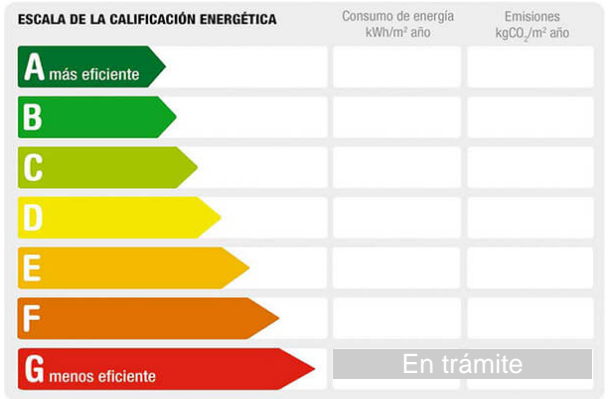 ESCALA DE LA CALIFICACIÓN ENERGÉTICA
Consumo de energía
kWh/m² año
Emisiones
kgCO₂/m² año
A más eficiente
B
C
D
E
F
G menos eficiente
En trámite